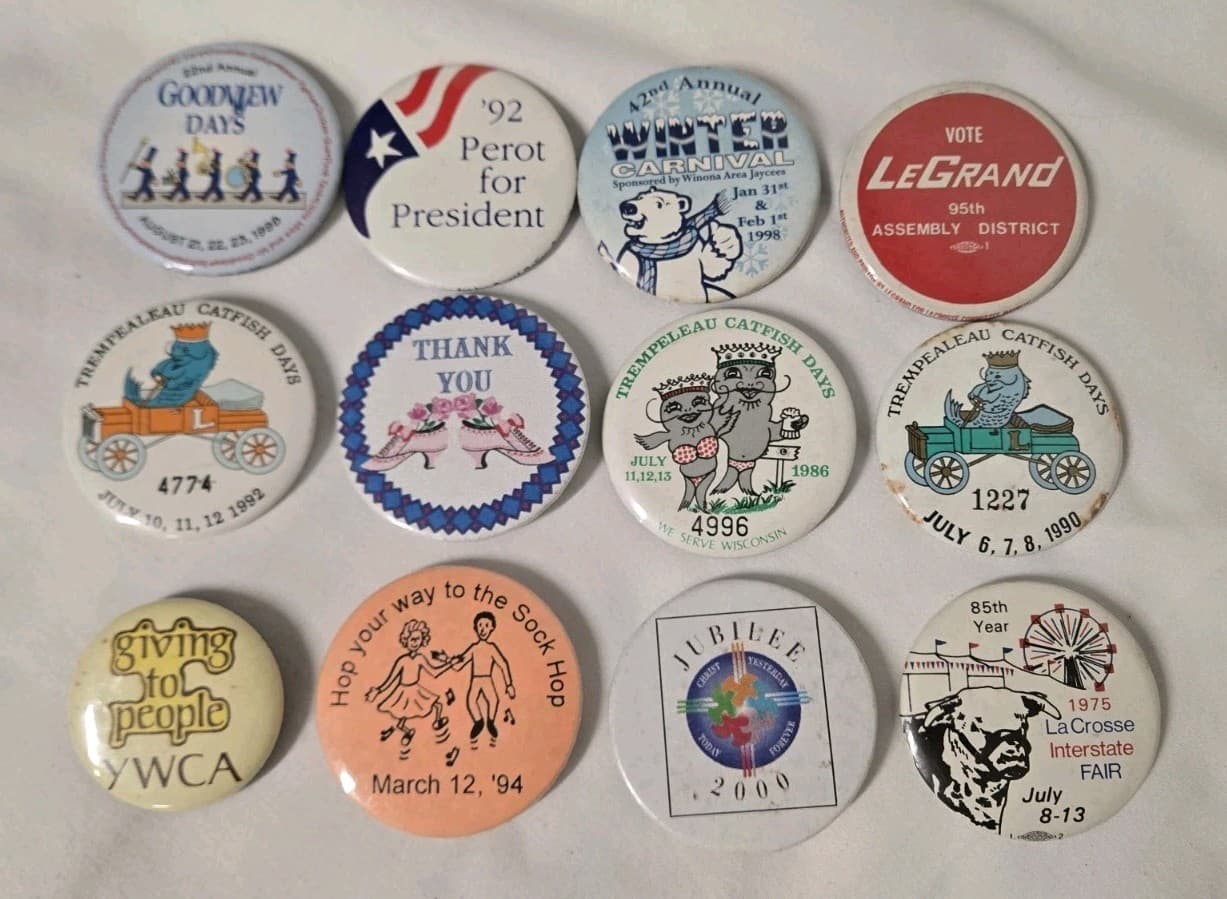 22nd Annual
GOODVIEW
DAYS
AUGUST 21, 22, 23, 1998
'92
Perot
for
President
42nd Annual
WINTER
CARNIVAL
Sponsored by Winona Area Jaycees
Jan 31st
&
Feb 1st
1998
VOTE
LEGRAND
95th
ASSEMBLY DISTRICT
TREMPEALEAU CATFISH DAYS
L
4774
JULY 10, 11, 12 1992
THANK
YOU
TREMPELEAU CATFISH DAYS
JULY
11,12,13
1986
4996
WE SERVE WISCONSIN
TREMPEALEAU CATFISH DAYS
L
1227
JULY 6, 7, 8, 1990
giving
to
people
YWCA
Hop your way to the Sock Hop
March 12, '94
JUBILEE
CHRIST YESTERDAY
TODAY FOREVER
2000
85th
Year
1975
La Crosse
Interstate
FAIR
July
8-13